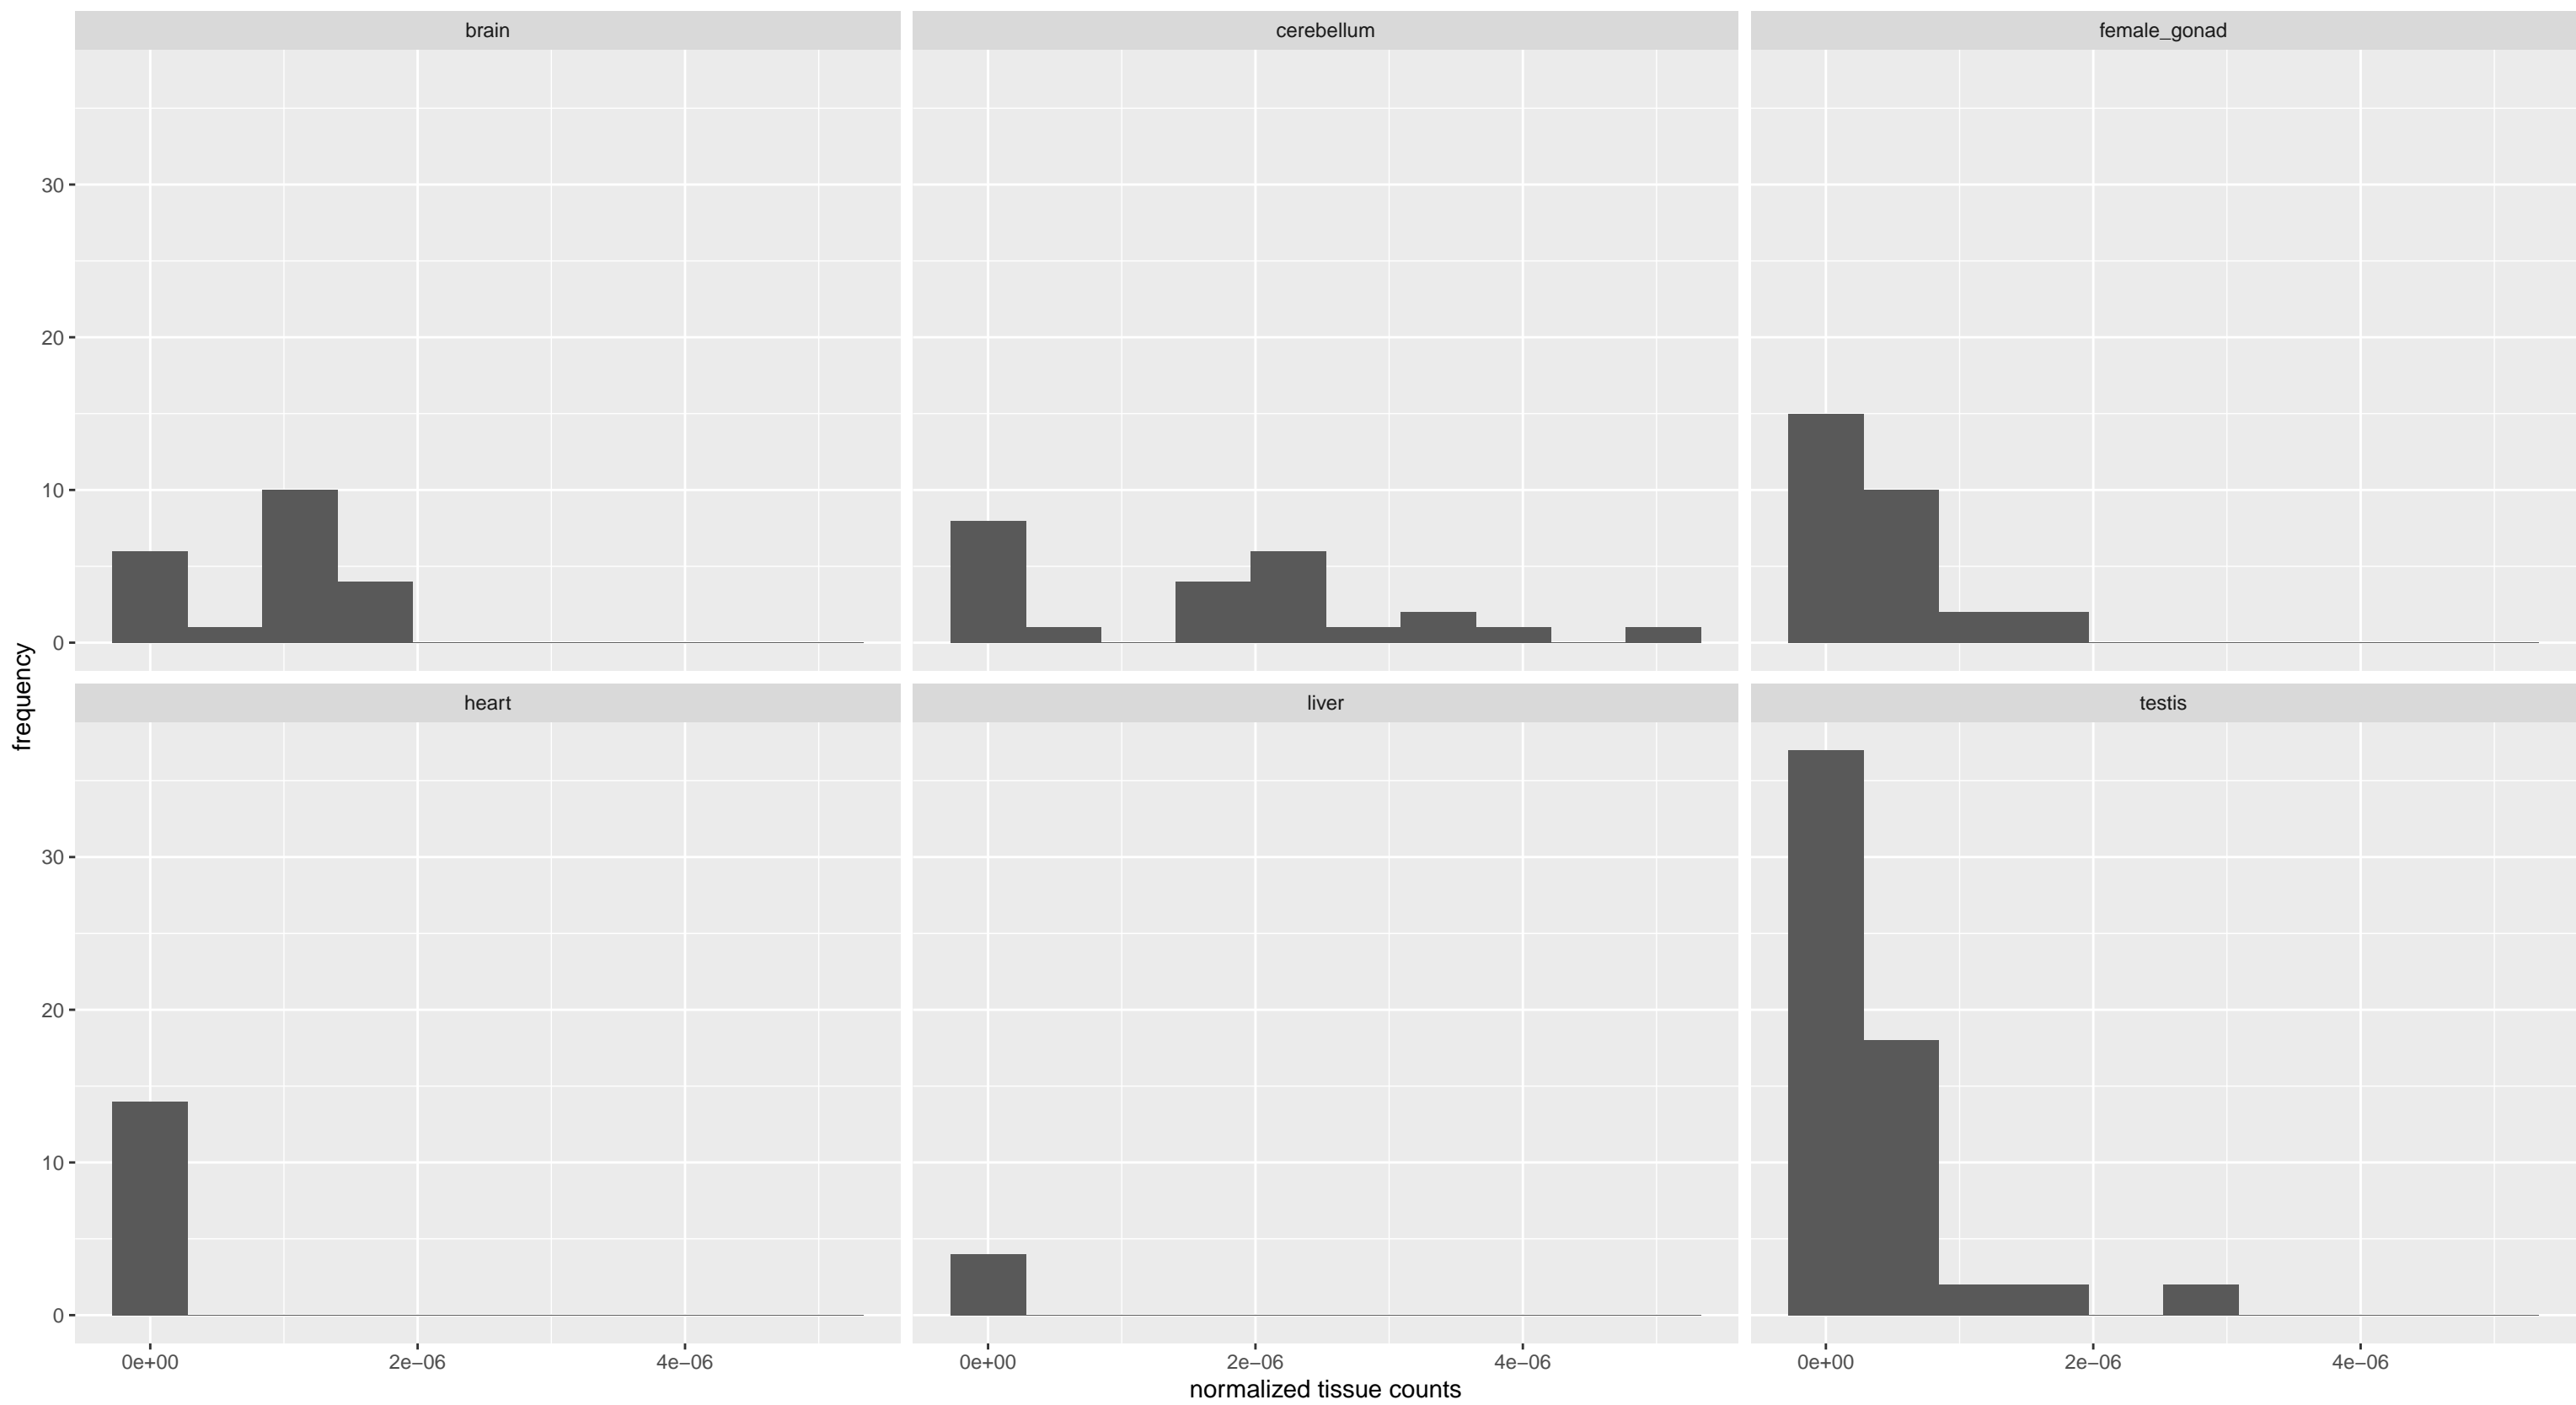 brain
cerebellum
female_gonad
30
20
10
0
frequency
heart
liver
testis
30
20
10
0
0e+00
2e−06
4e−06
0e+00
2e−06
4e−06
0e+00
2e−06
4e−06
normalized tissue counts